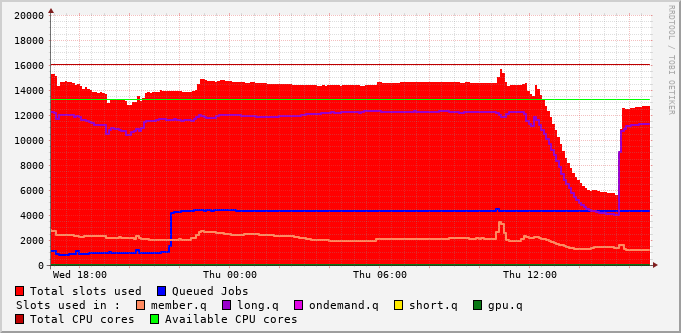 20000
18000
16000
14000
12000
10000
8000
6000
4000
2000
0
Wed 18:00 Thu 00:00 Thu 06:00 Thu 12:00
RRDTOOL / TOBI OETIKER
Total slots used Queued Jobs
Slots used in : member.q long.q ondemand.q short.q gpu.q
Total CPU cores Available CPU cores